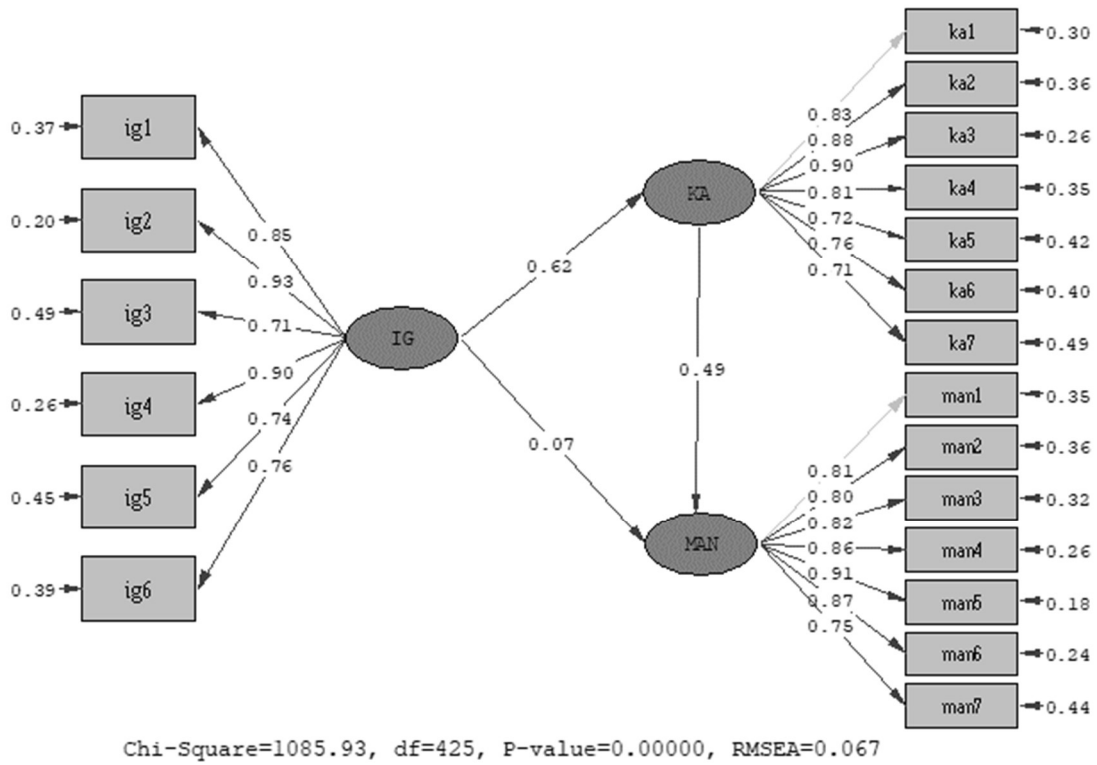 0.37 ig1
0.20 ig2
0.49 ig3
0.26 ig4
0.45 ig5
0.39 ig6
0.85
0.93
0.71
0.90
0.74
0.76
IG
0.62
0.07
KA
0.49
MAN
0.83
0.88
0.90
0.81
0.72
0.76
0.71
ka1 0.30
ka2 0.36
ka3 0.26
ka4 0.35
ka5 0.42
ka6 0.40
ka7 0.49
0.81
0.80
0.82
0.86
0.91
0.87
0.75
man1 0.35
man2 0.36
man3 0.32
man4 0.26
man5 0.18
man6 0.24
man7 0.44
Chi-Square=1085.93, df=425, P-value=0.00000, RMSEA=0.067